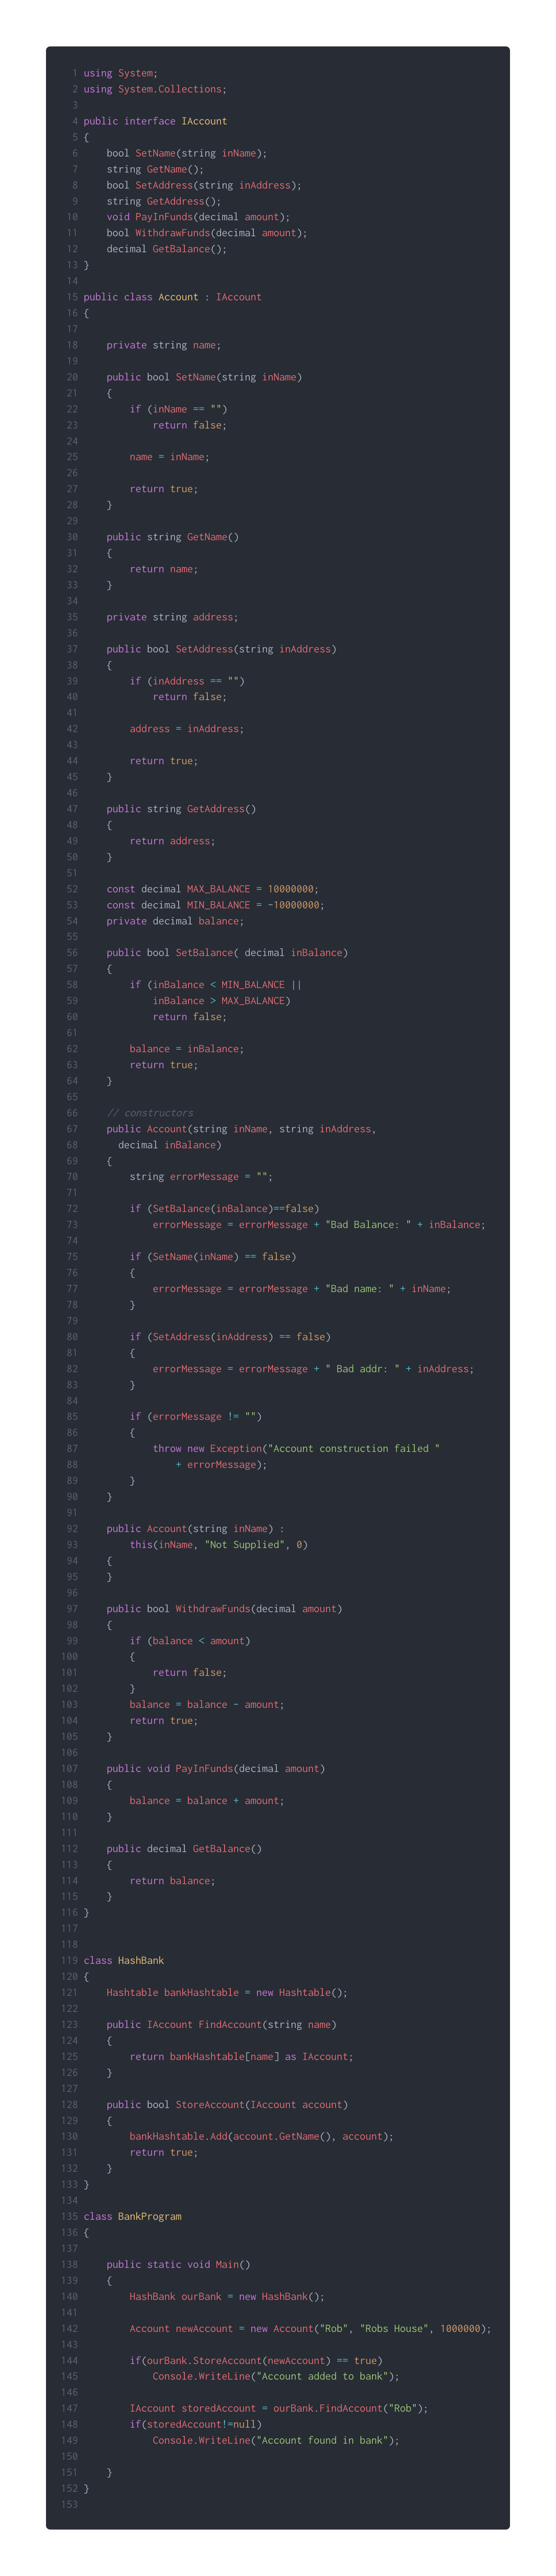 1 using System;
2 using System.Collections;
3
4 public interface IAccount
5 {
6     bool SetName(string inName);
7     string GetName();
8     bool SetAddress(string inAddress);
9     string GetAddress();
10     void PayInFunds(decimal amount);
11     bool WithdrawFunds(decimal amount);
12     decimal GetBalance();
13 }
14
15 public class Account : IAccount
16 {
17
18     private string name;
19
20     public bool SetName(string inName)
21     {
22         if (inName == "")
23             return false;
24
25         name = inName;
26
27         return true;
28     }
29
30     public string GetName()
31     {
32         return name;
33     }
34
35     private string address;
36
37     public bool SetAddress(string inAddress)
38     {
39         if (inAddress == "")
40             return false;
41
42         address = inAddress;
43
44         return true;
45     }
46
47     public string GetAddress()
48     {
49         return address;
50     }
51
52     const decimal MAX_BALANCE = 10000000;
53     const decimal MIN_BALANCE = -10000000;
54     private decimal balance;
55
56     public bool SetBalance( decimal inBalance)
57     {
58         if (inBalance < MIN_BALANCE ||
59             inBalance > MAX_BALANCE)
60             return false;
61
62         balance = inBalance;
63         return true;
64     }
65
66     // constructors
67     public Account(string inName, string inAddress,
68       decimal inBalance)
69     {
70         string errorMessage = "";
71
72         if (SetBalance(inBalance)==false)
73             errorMessage = errorMessage + "Bad Balance: " + inBalance;
74
75         if (SetName(inName) == false)
76         {
77             errorMessage = errorMessage + "Bad name: " + inName;
78         }
79
80         if (SetAddress(inAddress) == false)
81         {
82             errorMessage = errorMessage + " Bad addr: " + inAddress;
83         }
84
85         if (errorMessage != "")
86         {
87             throw new Exception("Account construction failed "
88                 + errorMessage);
89         }
90     }
91
92     public Account(string inName) :
93         this(inName, "Not Supplied", 0)
94     {
95     }
96
97     public bool WithdrawFunds(decimal amount)
98     {
99         if (balance < amount)
100         {
101             return false;
102         }
103         balance = balance - amount;
104         return true;
105     }
106
107     public void PayInFunds(decimal amount)
108     {
109         balance = balance + amount;
110     }
111
112     public decimal GetBalance()
113     {
114         return balance;
115     }
116 }
117
118
119 class HashBank
120 {
121     Hashtable bankHashtable = new Hashtable();
122
123     public IAccount FindAccount(string name)
124     {
125         return bankHashtable[name] as IAccount;
126     }
127
128     public bool StoreAccount(IAccount account)
129     {
130         bankHashtable.Add(account.GetName(), account);
131         return true;
132     }
133 }
134
135 class BankProgram
136 {
137
138     public static void Main()
139     {
140         HashBank ourBank = new HashBank();
141
142         Account newAccount = new Account("Rob", "Robs House", 1000000);
143
144         if(ourBank.StoreAccount(newAccount) == true)
145             Console.WriteLine("Account added to bank");
146
147         IAccount storedAccount = ourBank.FindAccount("Rob");
148         if(storedAccount!=null)
149             Console.WriteLine("Account found in bank");
150
151     }
152 }
153